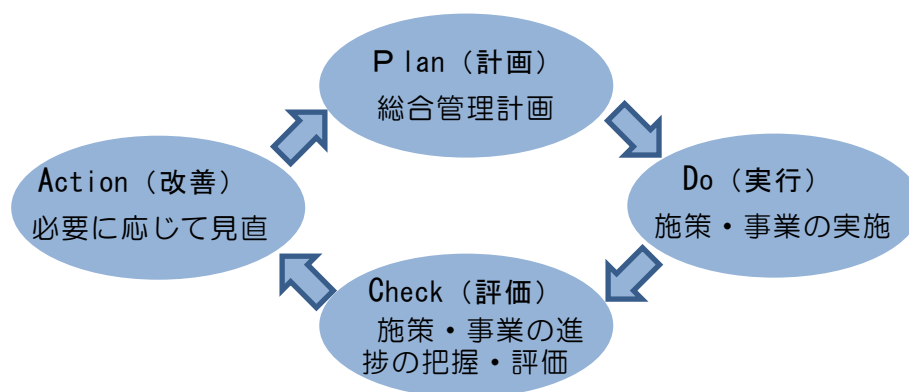 Plan（計画）
総合管理計画
Action（改善）
必要に応じて見直
Do（実行）
施策・事業の実施
Check（評価）
施策・事業の進
捗の把握・評価